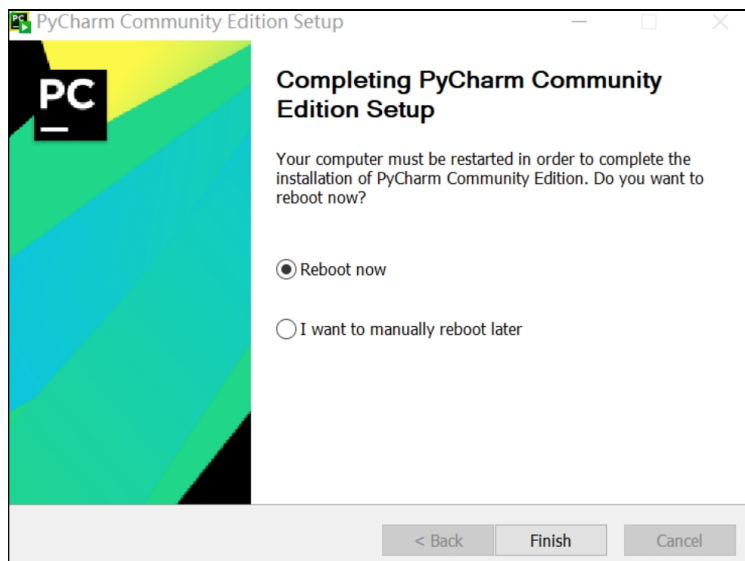 PyCharm Community Edition Setup
PC
Completing PyCharm Community
Edition Setup
Your computer must be restarted in order to complete the
installation of PyCharm Community Edition. Do you want to
reboot now?
Reboot now
I want to manually reboot later
< Back
Finish
Cancel